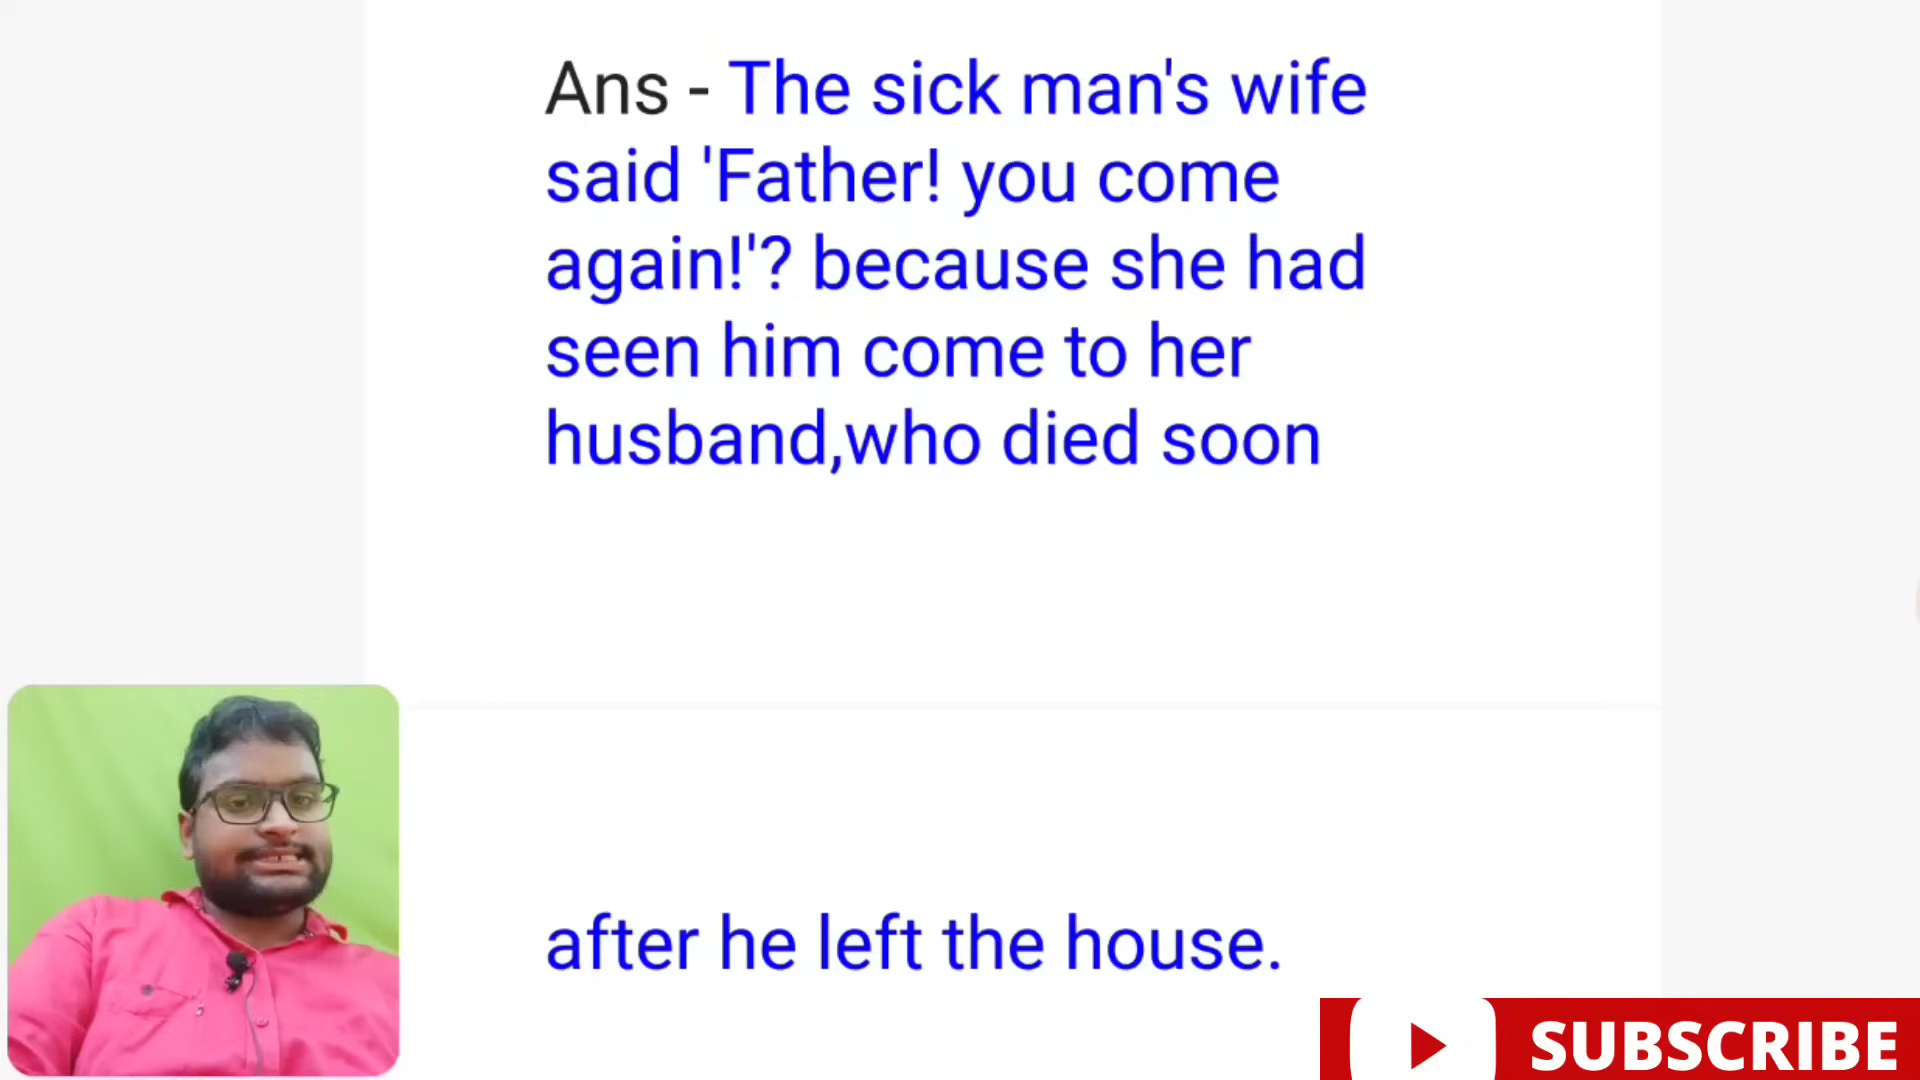 Ans - The sick man's wife
said 'Father! you come
again!'? because she had
seen him come to her
husband,who died soon
after he left the house.
SUBSCRIBE